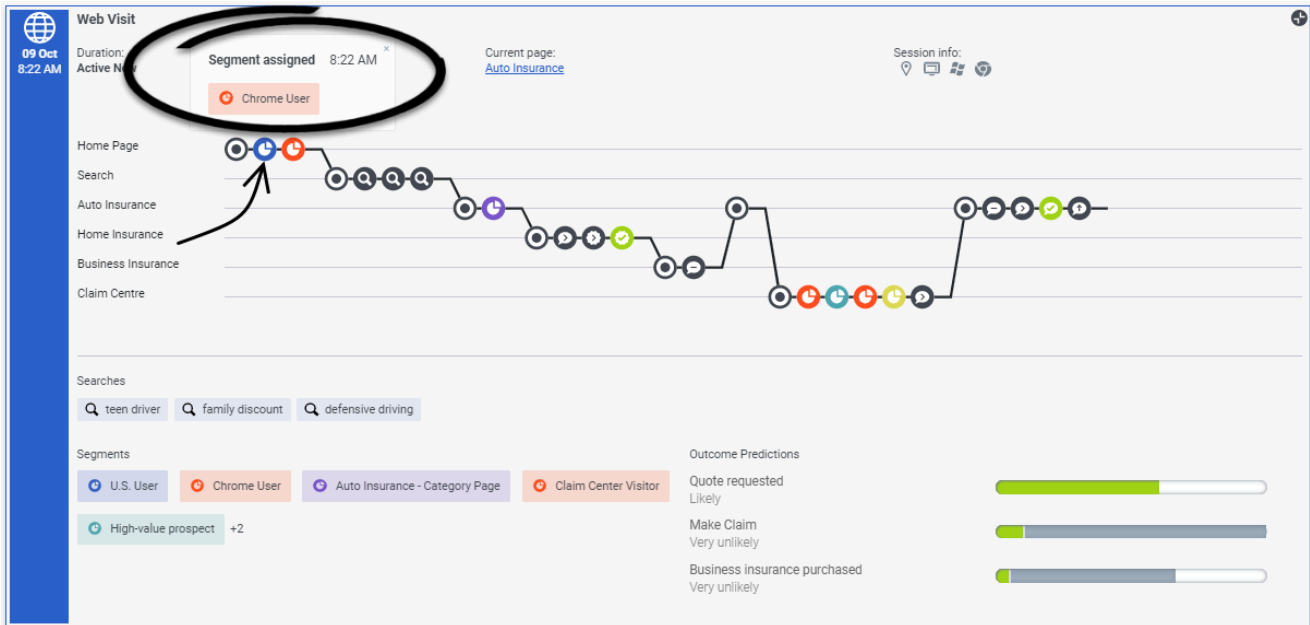 Web Visit
09 Oct
8:22 AM
Duration:
Active Now
Segment assigned 8:22 AM ×
Chrome User
Current page:
Auto Insurance
Session info:
Home Page
Search
Auto Insurance
Home Insurance
Business Insurance
Claim Centre
Searches
teen driver family discount defensive driving
Segments
U.S. User Chrome User Auto Insurance - Category Page Claim Center Visitor
High-value prospect +2
Outcome Predictions
Quote requested
Likely
Make Claim
Very unlikely
Business insurance purchased
Very unlikely